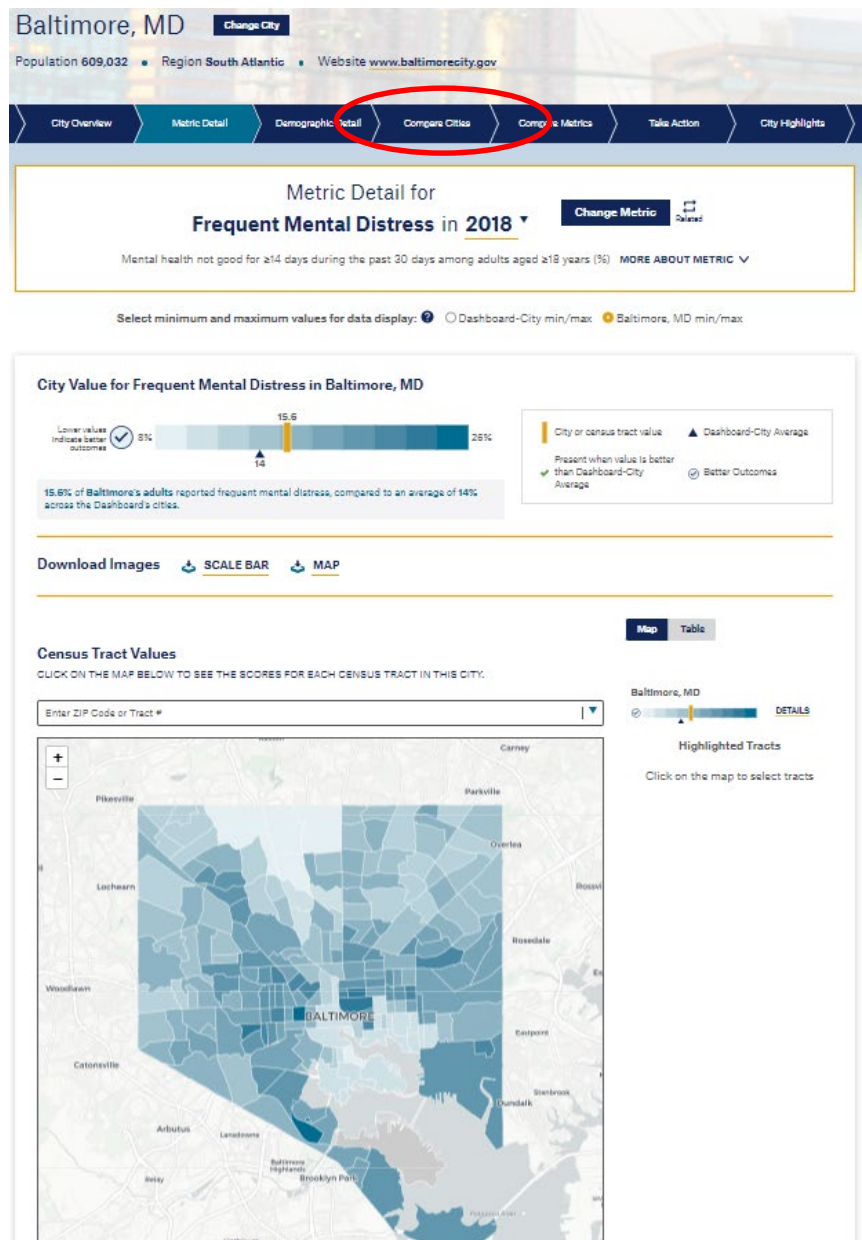 Baltimore, MD Change City
Population 609,032 • Region South Atlantic • Website www.baltimorecity.gov
City Overview Metric Detail Demographic Detail Compare Cities Compare Metrics Take Action City Highlights
Metric Detail for
Frequent Mental Distress in 2018 ▼ Change Metric Related
Mental health not good for ≥14 days during the past 30 days among adults aged ≥18 years (%) MORE ABOUT METRIC
Select minimum and maximum values for data display: ? Dashboard-City min/max Baltimore, MD min/max
City Value for Frequent Mental Distress in Baltimore, MD
15.6
Lower values
indicate better
outcomes
8% 26%
14
City or census tract value ▲ Dashboard-City Average
Present when value is better
than Dashboard-City
Average
Better Outcomes
15.6% of Baltimore's adults reported frequent mental distress, compared to an average of 14%
across the Dashboard's cities.
Download Images SCALE BAR MAP
Map Table
Census Tract Values
CLICK ON THE MAP BELOW TO SEE THE SCORES FOR EACH CENSUS TRACT IN THIS CITY.
Enter ZIP Code or Tract #
Baltimore, MD
DETAILS
Highlighted Tracts
Click on the map to select tracts
+
−
Carney
Pikesville
Parkville
Overlea
Lochearn
Rossvi
Rosedale
Es
Woodlawn
BALTIMORE
Eastpoint
Catonsville
Dundalk
Arbutus
Lansdowne
Baltimore
Highlands
Relay
Brooklyn Park